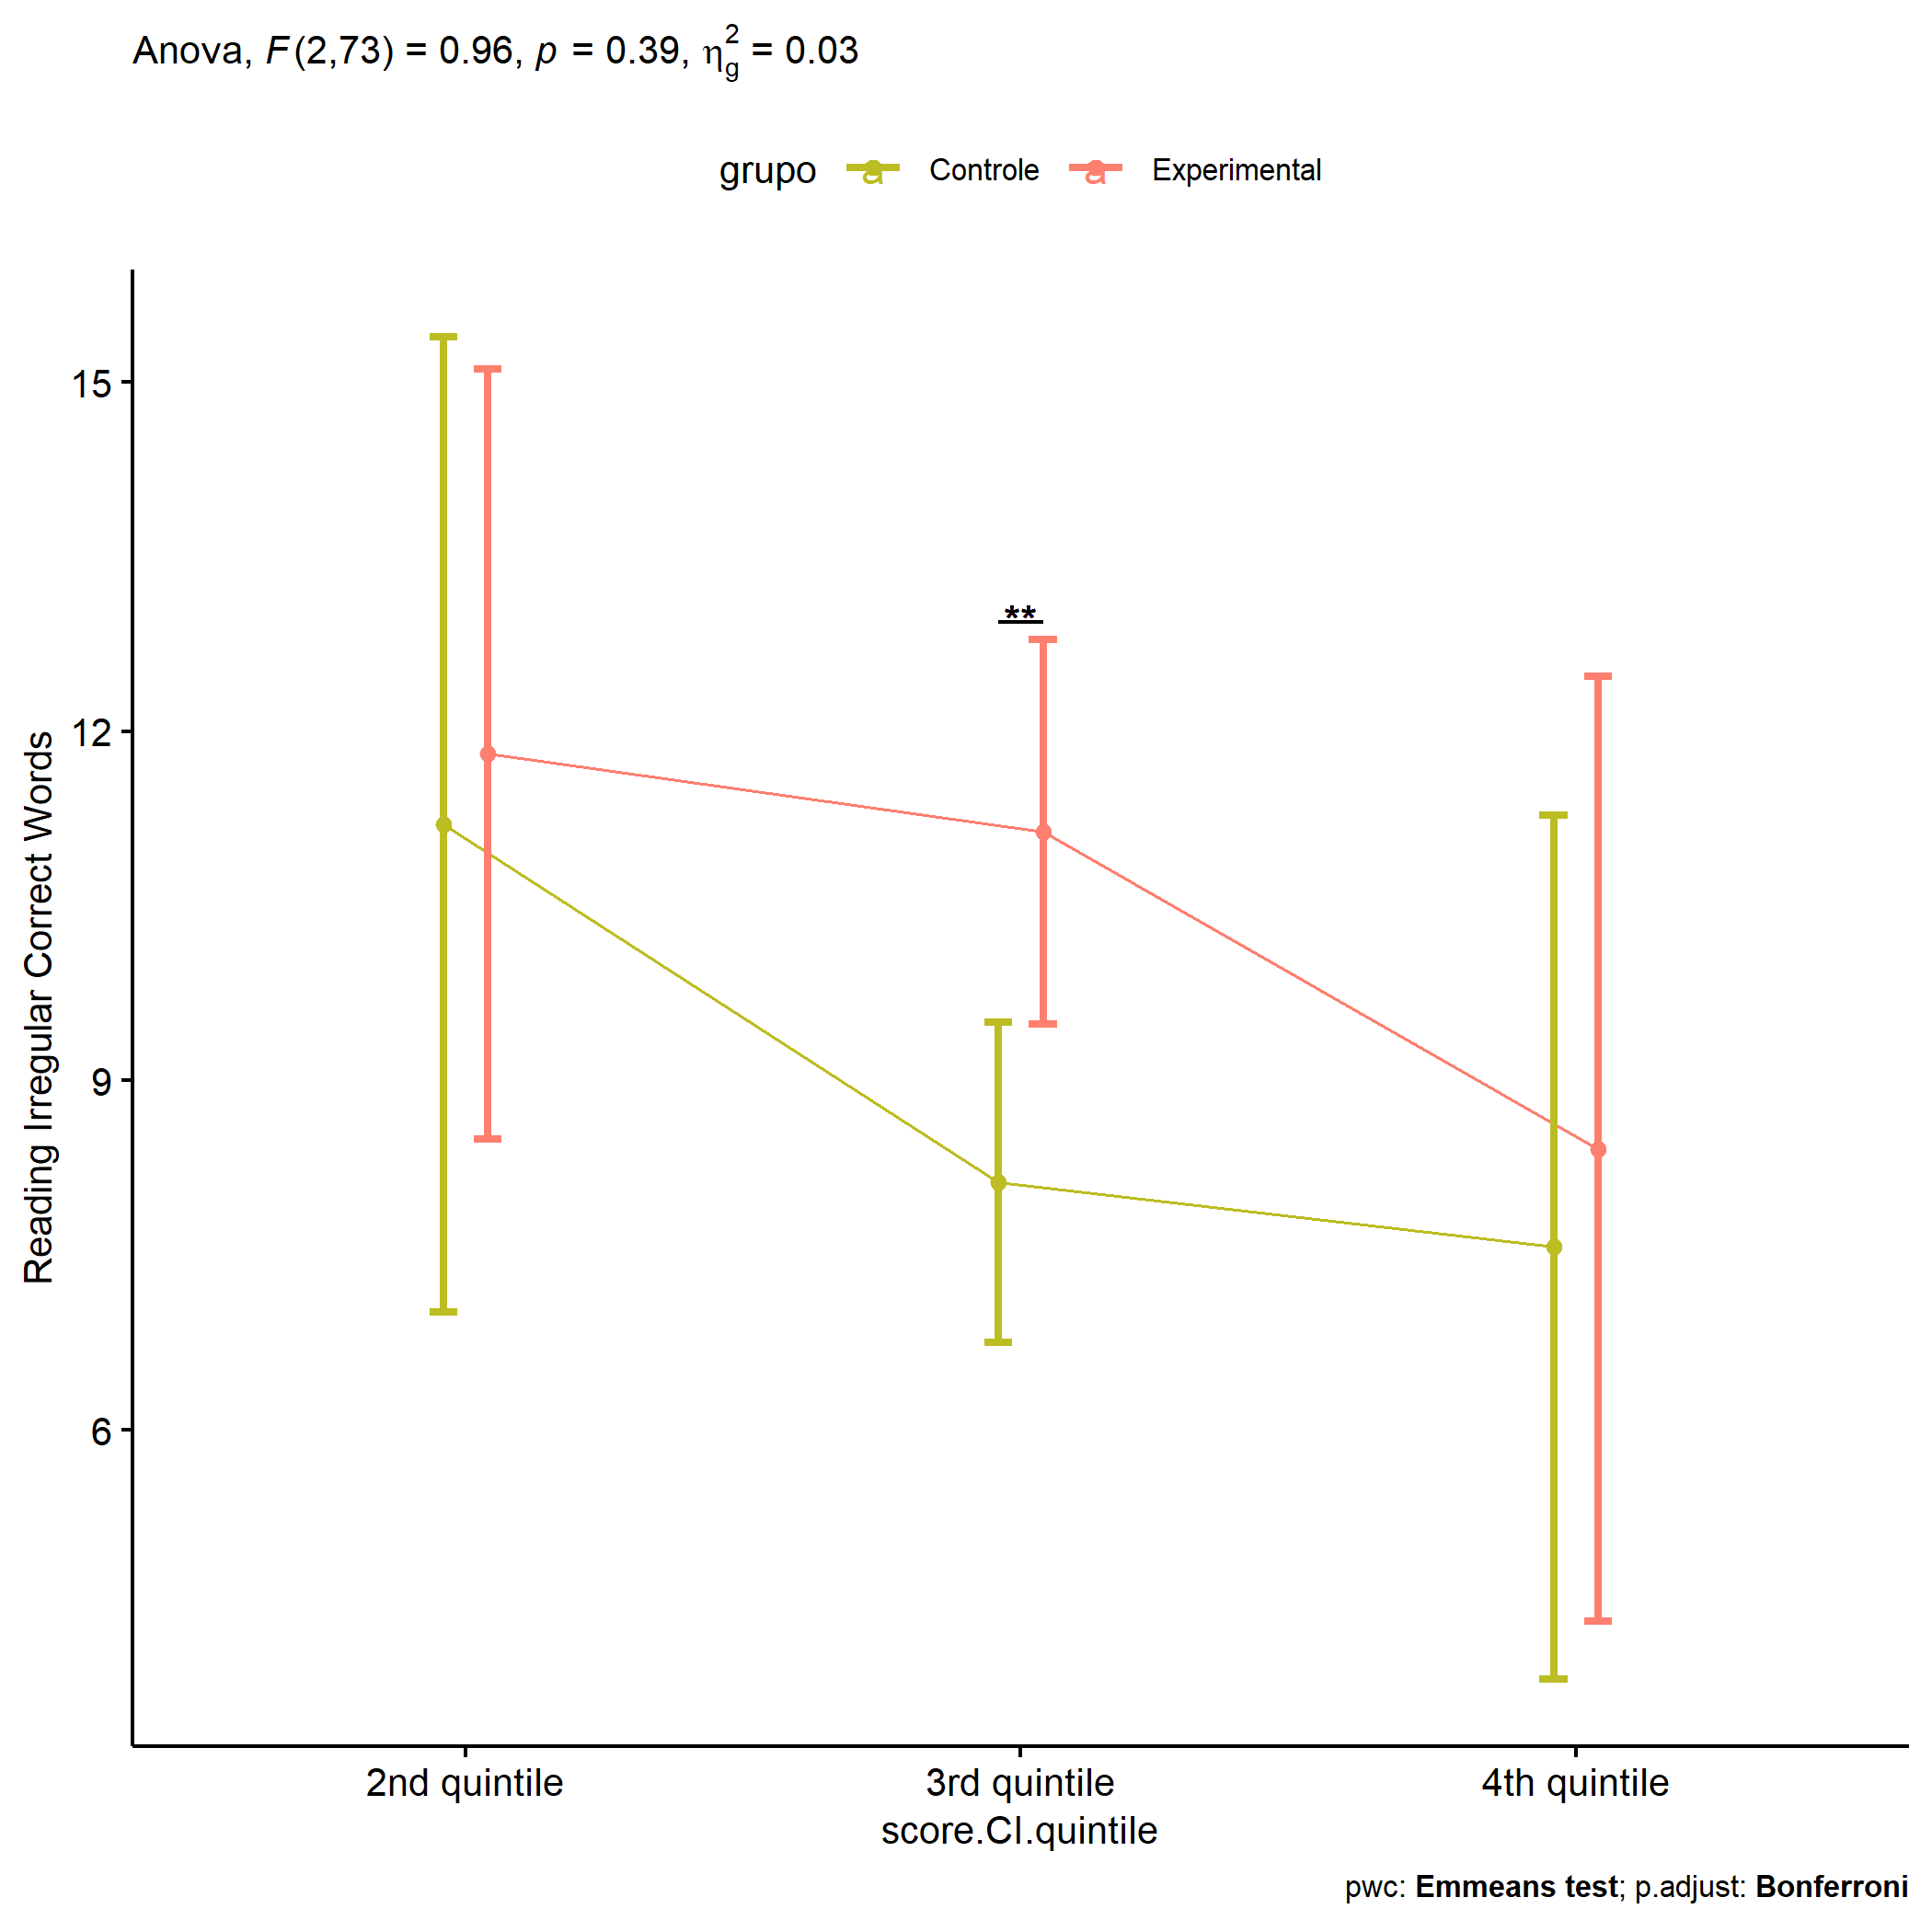 Anova, F(2,73) = 0.96, p = 0.39, η²g = 0.03
grupo a Controle a Experimental
15
12
9
6
**
Reading Irregular Correct Words
2nd quintile 3rd quintile 4th quintile
score.CI.quintile
pwc: Emmeans test; p.adjust: Bonferroni